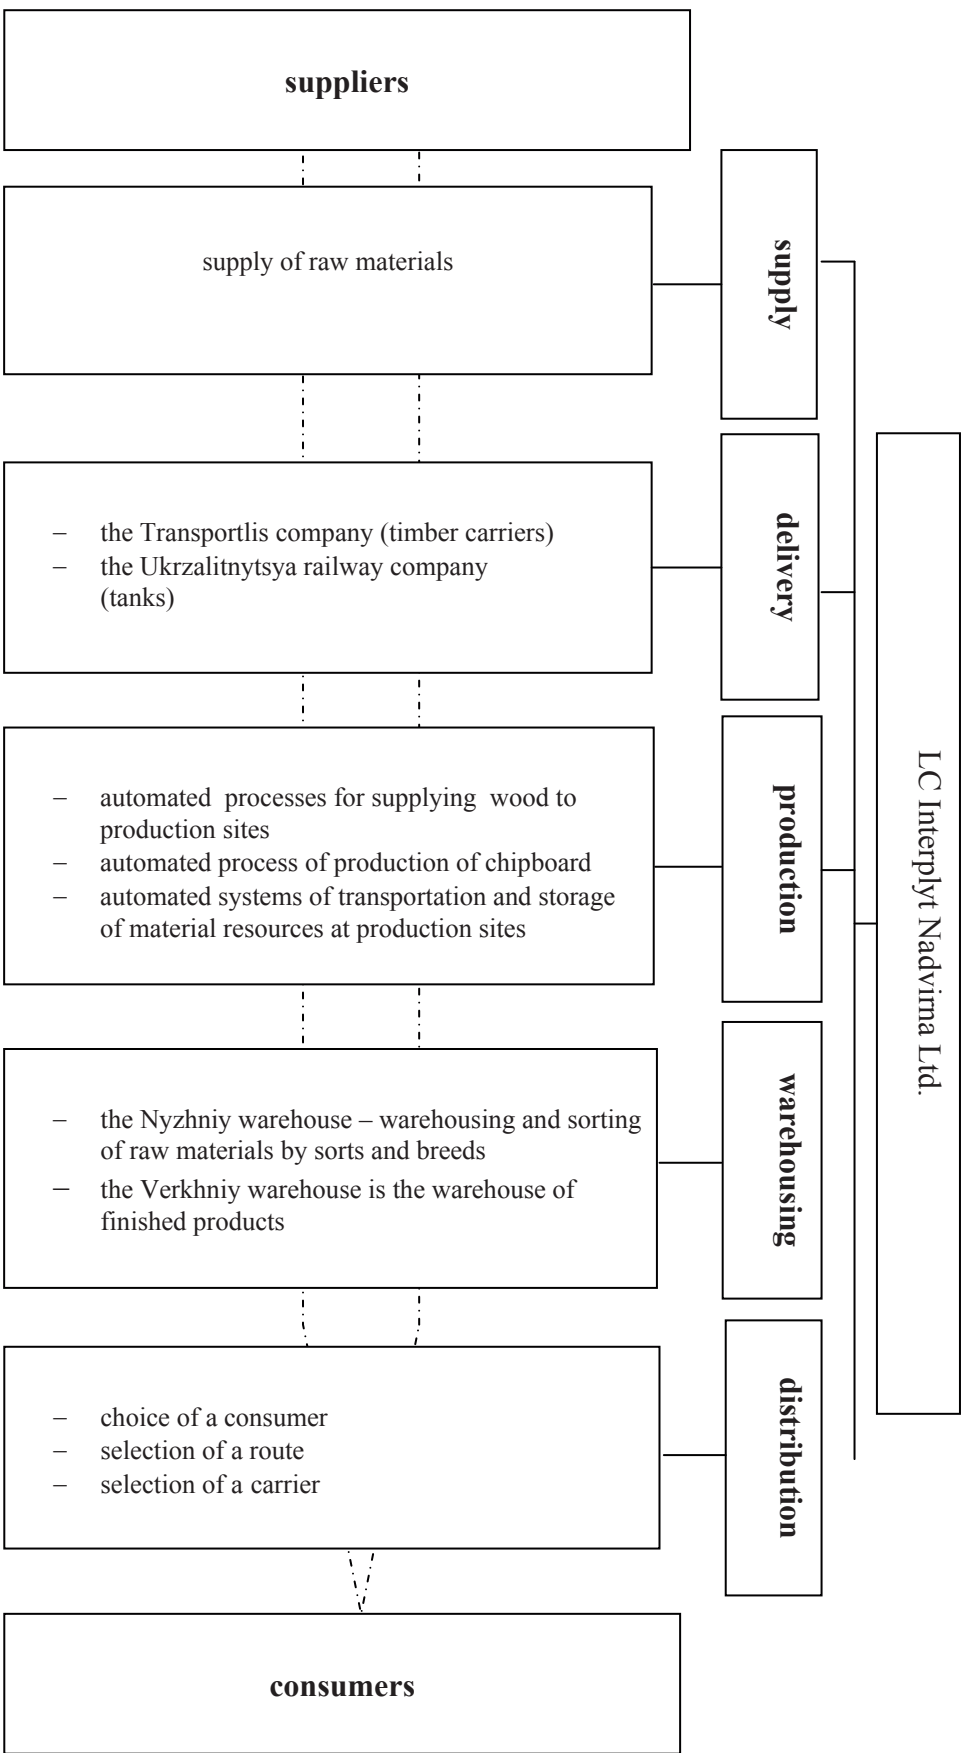 suppliers
supply of raw materials
supply
– the Transportlis company (timber carriers)
– the Ukrzalitnytsya railway company
(tanks)
delivery
– automated processes for supplying wood to
production sites
– automated process of production of chipboard
– automated systems of transportation and storage
of material resources at production sites
production
– the Nyzhniy warehouse – warehousing and sorting
of raw materials by sorts and breeds
– the Verkhniy warehouse is the warehouse of
finished products
warehousing
– choice of a consumer
– selection of a route
– selection of a carrier
distribution
LC Interplyt Nadvirna Ltd.
consumers